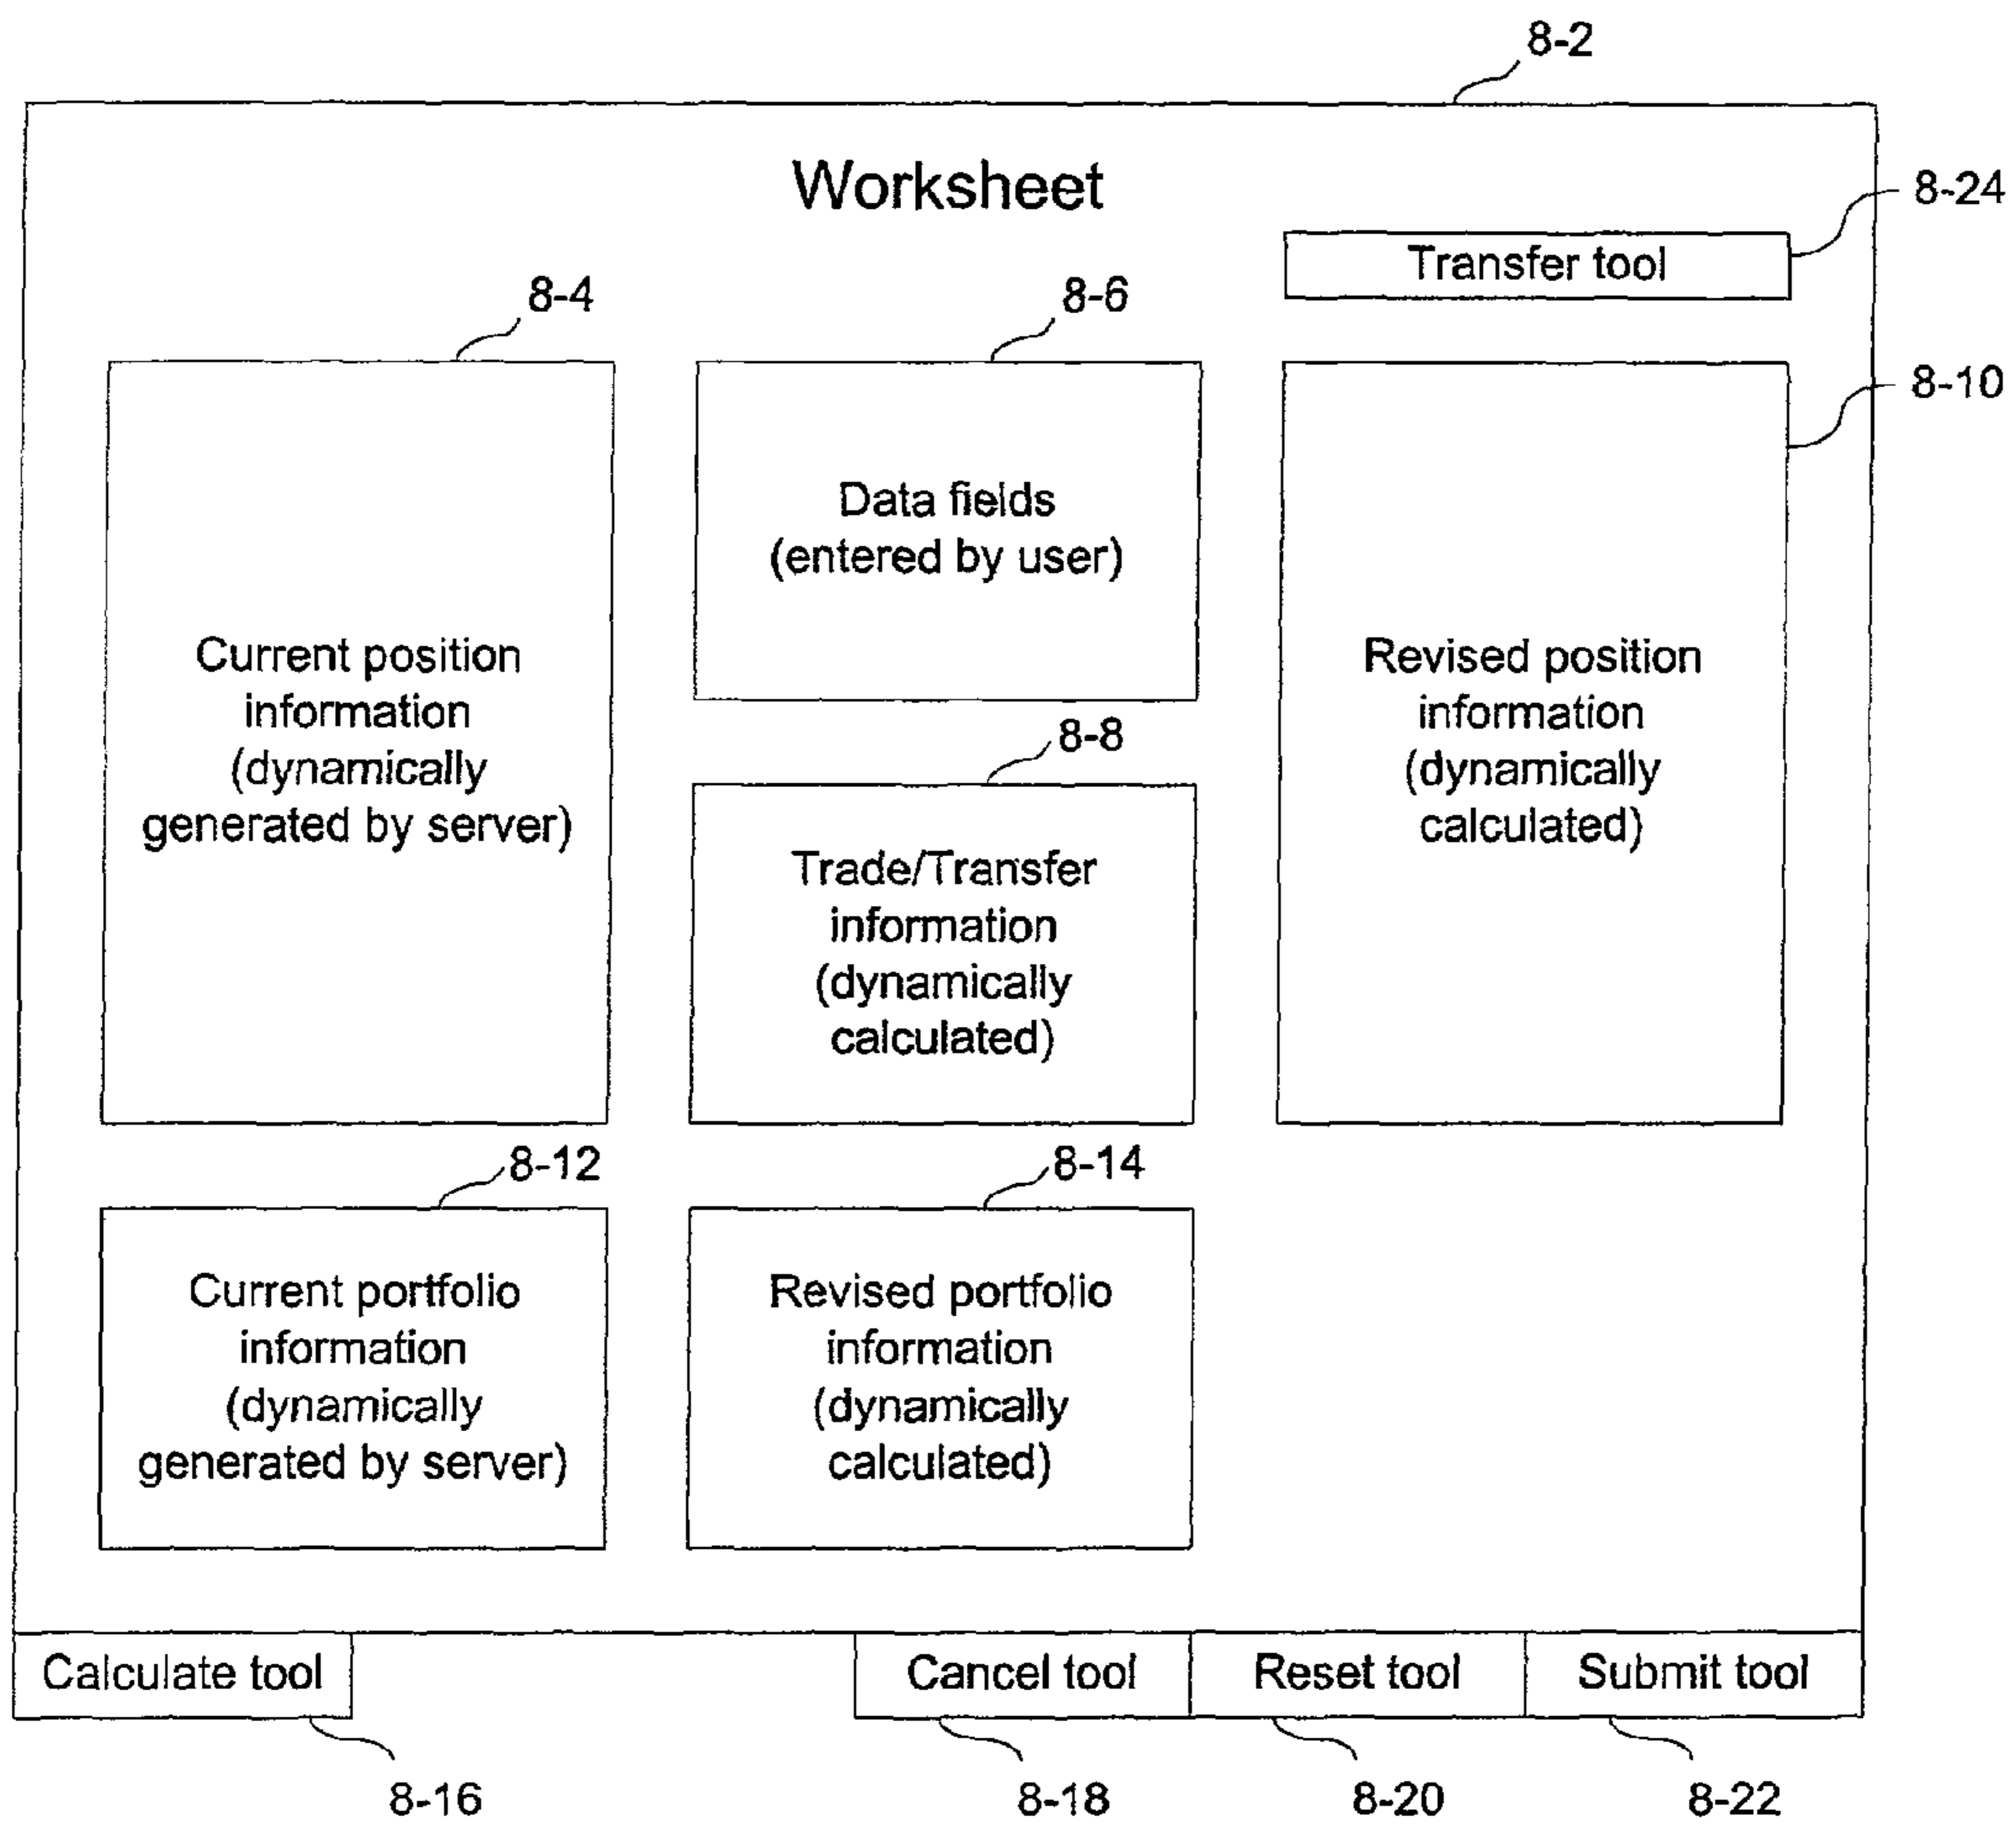 8-2
Worksheet
8-24
Transfer tool
8-4
8-6
8-10
Data fields
(entered by user)
Current position
information
(dynamically
generated by server)
Revised position
information
(dynamically
calculated)
8-8
Trade/Transfer
information
(dynamically
calculated)
8-12
8-14
Current portfolio
information
(dynamically
generated by server)
Revised portfolio
information
(dynamically
calculated)
Calculate tool
Cancel tool
Reset tool
Submit tool
8-16
8-18
8-20
8-22